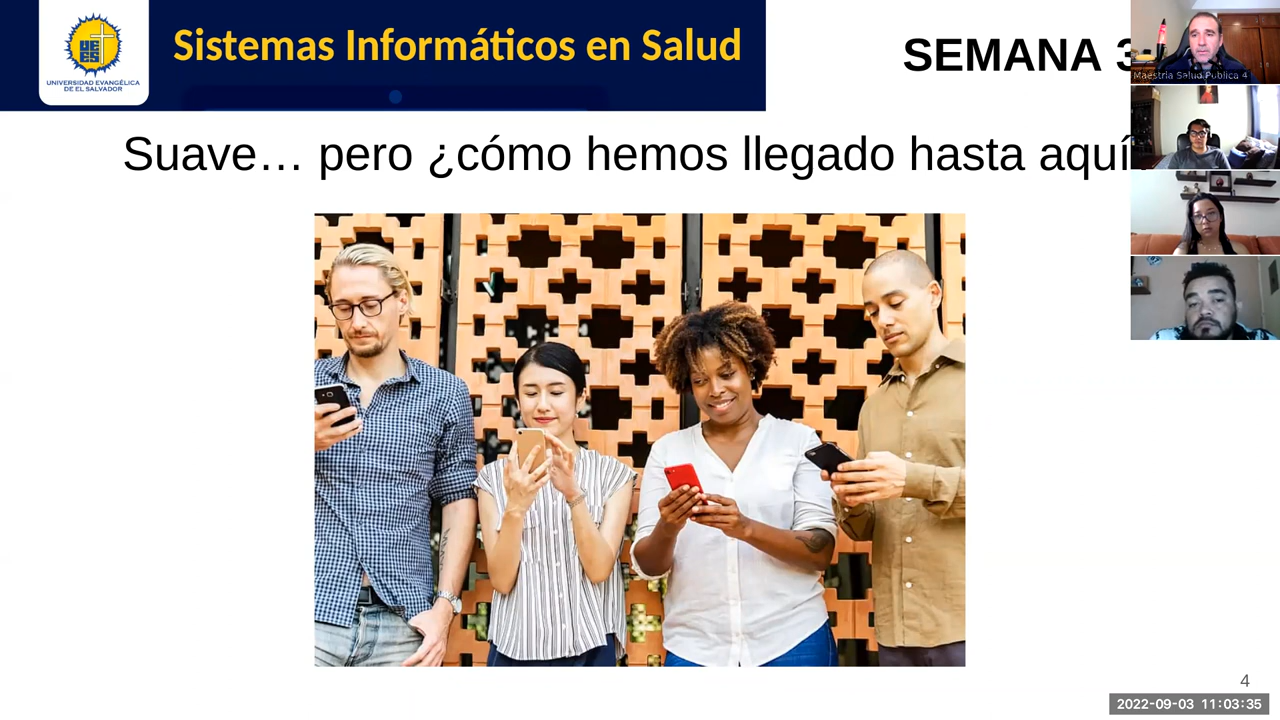 Sistemas Informáticos en Salud
UNIVERSIDAD EVANGÉLICA
DE EL SALVADOR
SEMANA 3
Maestría Salud Pública 4
Suave… pero ¿cómo hemos llegado hasta aquí
4
2022-09-03 11:03:35